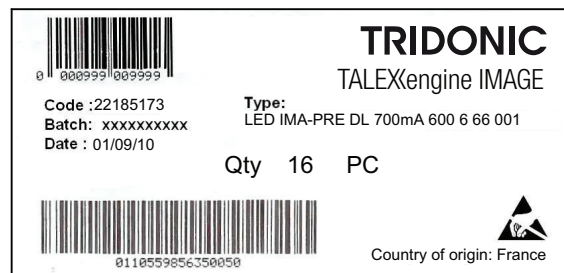 TRIDONIC
TALEXXengine IMAGE
0 000999 009999
Code :22185173
Batch: xxxxxxxxxx
Date : 01/09/10
Type:
LED IMA-PRE DL 700mA 600 6 66 001
Qty 16 PC
0110559856350050
Country of origin: France